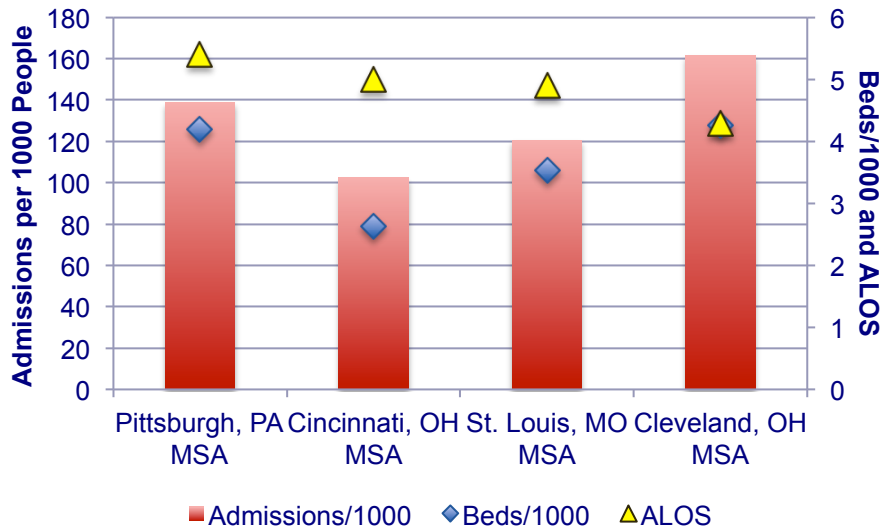 Admissions per 1000 People
180
160
140
120
100
80
60
40
20
0
6
5
4
3
2
1
0
Beds/1000 and ALOS
Pittsburgh, PA
MSA
Cincinnati, OH
MSA
St. Louis, MO
MSA
Cleveland, OH
MSA
Admissions/1000
Beds/1000
ALOS